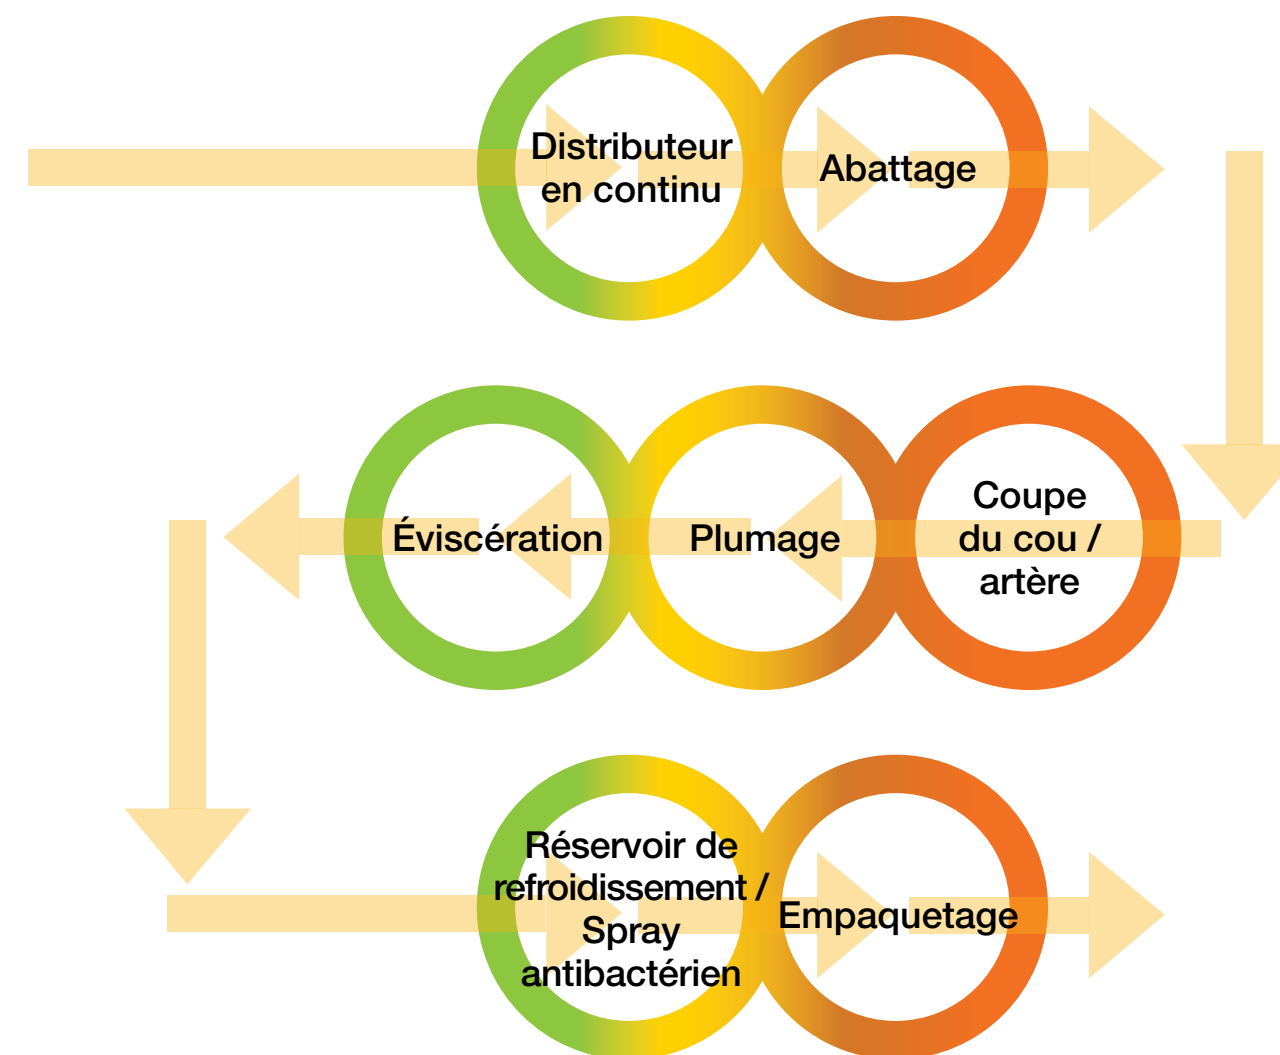 Distributeur
en continu
Abattage
Éviscération
Plumage
Coupe
du cou /
artère
Réservoir de
refroidissement /
Spray
antibactérien
Empaquetage